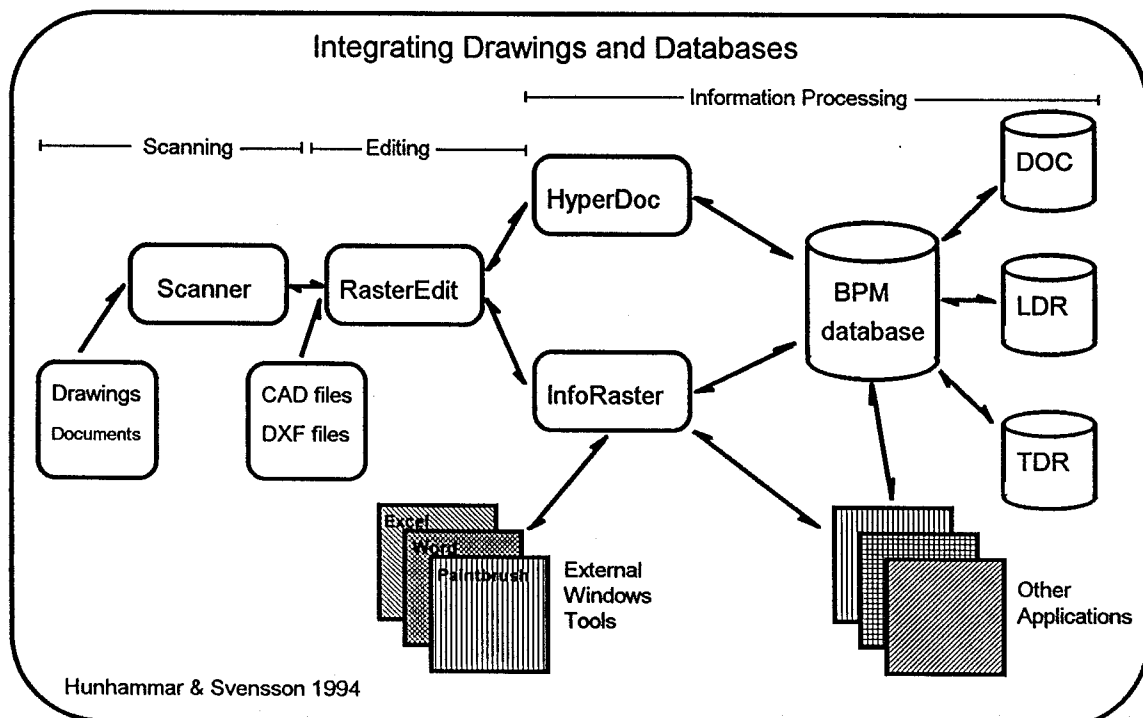 Integrating Drawings and Databases
Information Processing
Scanning
Editing
DOC
HyperDoc
Scanner
RasterEdit
BPM
database
LDR
Drawings
Documents
CAD files
DXF files
InfoRaster
TDR
Excel
Word
Paintbrush
External
Windows
Tools
Other
Applications
Hunhammar & Svensson 1994